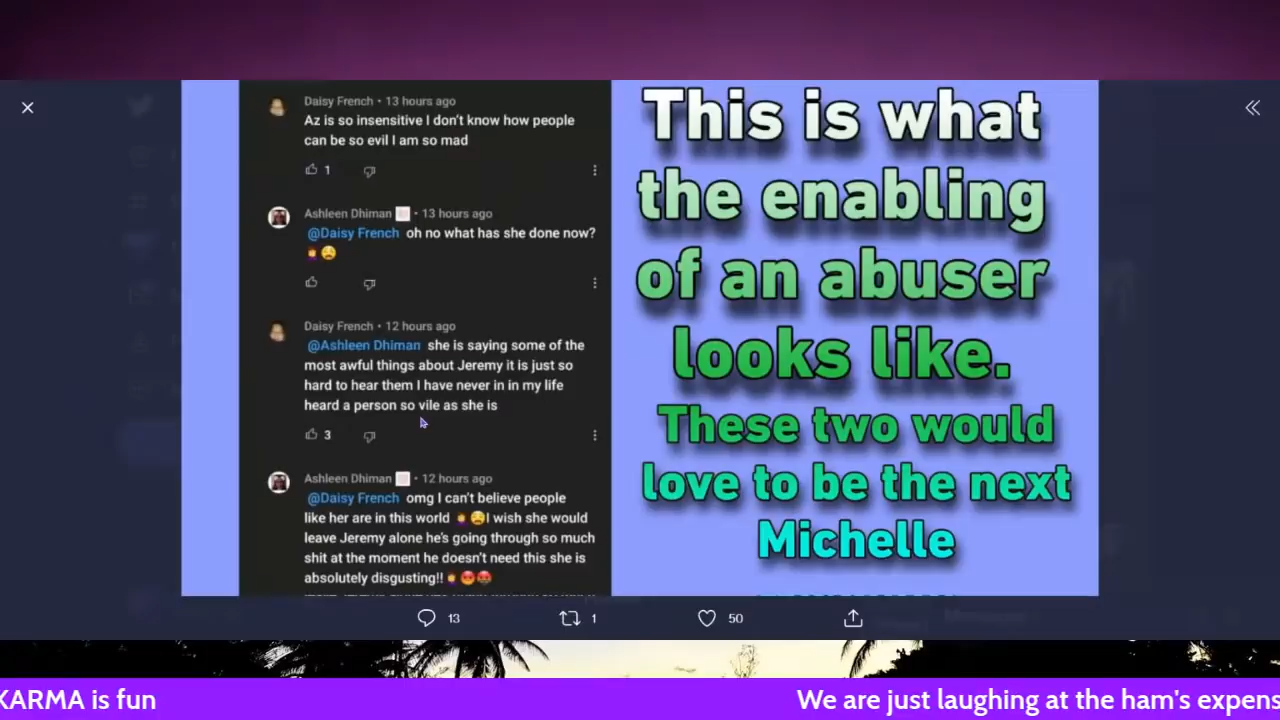 Daisy French • 13 hours ago
Az is so insensitive I don't know how people
can be so evil I am so mad
1
Ashleen Dhiman • 13 hours ago
@Daisy French oh no what has she done now?
Daisy French • 12 hours ago
@Ashleen Dhiman she is saying some of the
most awful things about Jeremy it is just so
hard to hear them I have never in in my life
heard a person so vile as she is
3
Ashleen Dhiman • 12 hours ago
@Daisy French omg I can't believe people
like her are in this world I wish she would
leave Jeremy alone he's going through so much
shit at the moment he doesn't need this she is
absolutely disgusting!!
This is what
the enabling
of an abuser
looks like.
These two would
love to be the next
Michelle
13
1
50
KARMA is fun
We are just laughing at the ham's expens